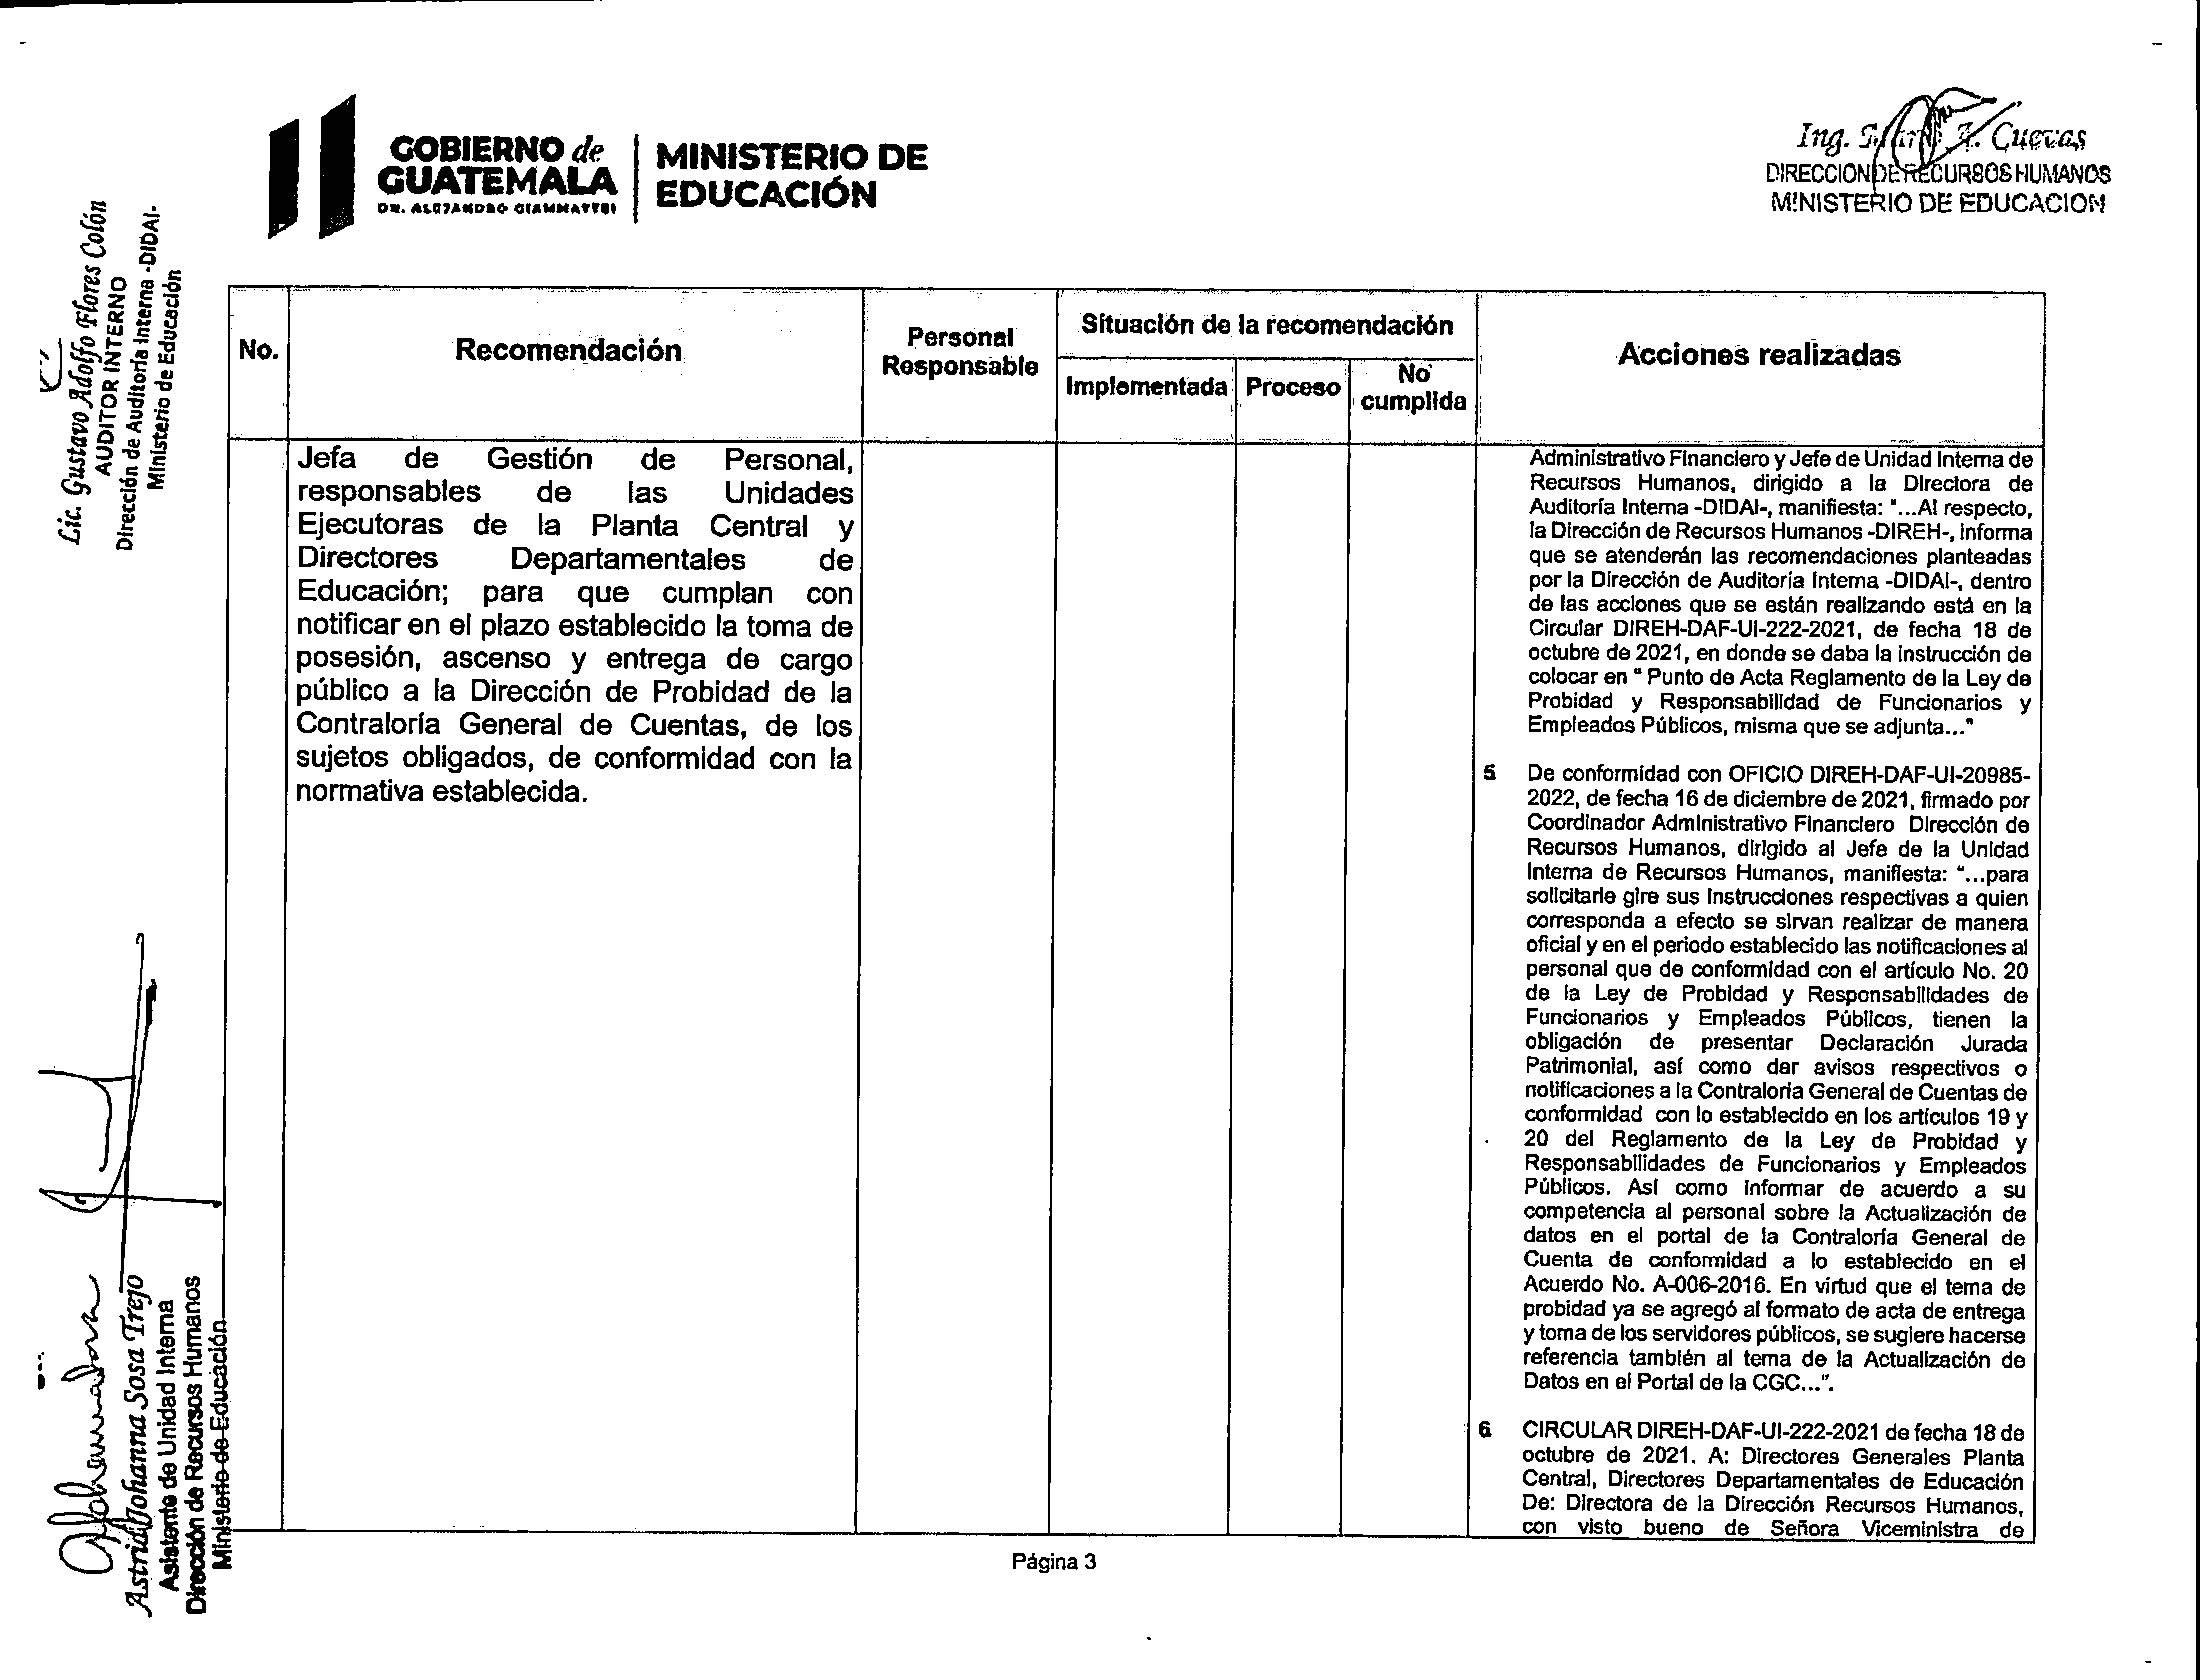 GOBIERNO de
GUATEMALA
DR. ALEJANDRO GIAMMATTEI
MINISTERIO DE
EDUCACIÓN
Ing. A. Cuevas
DIRECCION DE RECURSOS HUMANOS
MINISTERIO DE EDUCACION
Lic. Gustavo Adolfo Flores Colón
AUDITOR INTERNO
Dirección de Auditoría Interna -DIDAI-
Ministerio de Educación
No.
Recomendación
Personal
Responsable
Situación de la recomendación
Implementada
Proceso
No
cumplida
Acciones realizadas
Jefa de Gestión de Personal,
responsables de las Unidades
Ejecutoras de la Planta Central y
Directores Departamentales de
Educación; para que cumplan con
notificar en el plazo establecido la toma de
posesión, ascenso y entrega de cargo
público a la Dirección de Probidad de la
Contraloría General de Cuentas, de los
sujetos obligados, de conformidad con la
normativa establecida.
Administrativo Financiero y Jefe de Unidad Interna de
Recursos Humanos, dirigido a la Directora de
Auditoría Interna -DIDAI-, manifiesta: "...Al respecto,
la Dirección de Recursos Humanos -DIREH-, informa
que se atenderán las recomendaciones planteadas
por la Dirección de Auditoría Interna -DIDAI-, dentro
de las acciones que se están realizando está en la
Circular DIREH-DAF-UI-222-2021, de fecha 18 de
octubre de 2021, en donde se daba la instrucción de
colocar en " Punto de Acta Reglamento de la Ley de
Probidad y Responsabilidad de Funcionarios y
Empleados Públicos, misma que se adjunta..."
5 De conformidad con OFICIO DIREH-DAF-UI-20985-
2022, de fecha 16 de diciembre de 2021, firmado por
Coordinador Administrativo Financiero Dirección de
Recursos Humanos, dirigido al Jefe de la Unidad
Interna de Recursos Humanos, manifiesta: "...para
solicitarle gire sus instrucciones respectivas a quien
corresponda a efecto se sirvan realizar de manera
oficial y en el periodo establecido las notificaciones al
personal que de conformidad con el artículo No. 20
de la Ley de Probidad y Responsabilidades de
Funcionarios y Empleados Públicos, tienen la
obligación de presentar Declaración Jurada
Patrimonial, así como dar avisos respectivos o
notificaciones a la Contraloría General de Cuentas de
conformidad con lo establecido en los artículos 19 y
20 del Reglamento de la Ley de Probidad y
Responsabilidades de Funcionarios y Empleados
Públicos. Así como informar de acuerdo a su
competencia al personal sobre la Actualización de
datos en el portal de la Contraloría General de
Cuenta de conformidad a lo establecido en el
Acuerdo No. A-006-2016. En virtud que el tema de
probidad ya se agregó al formato de acta de entrega
y toma de los servidores públicos, se sugiere hacerse
referencia también al tema de la Actualización de
Datos en el Portal de la CGC...".
6 CIRCULAR DIREH-DAF-UI-222-2021 de fecha 18 de
octubre de 2021. A: Directores Generales Planta
Central, Directores Departamentales de Educación
De: Directora de la Dirección Recursos Humanos,
con visto bueno de Señora Viceministra de
Astrid Johanna Sosa Trejo
Asistente de Unidad Interna
Dirección de Recursos Humanos
Ministerio de Educación
Página 3